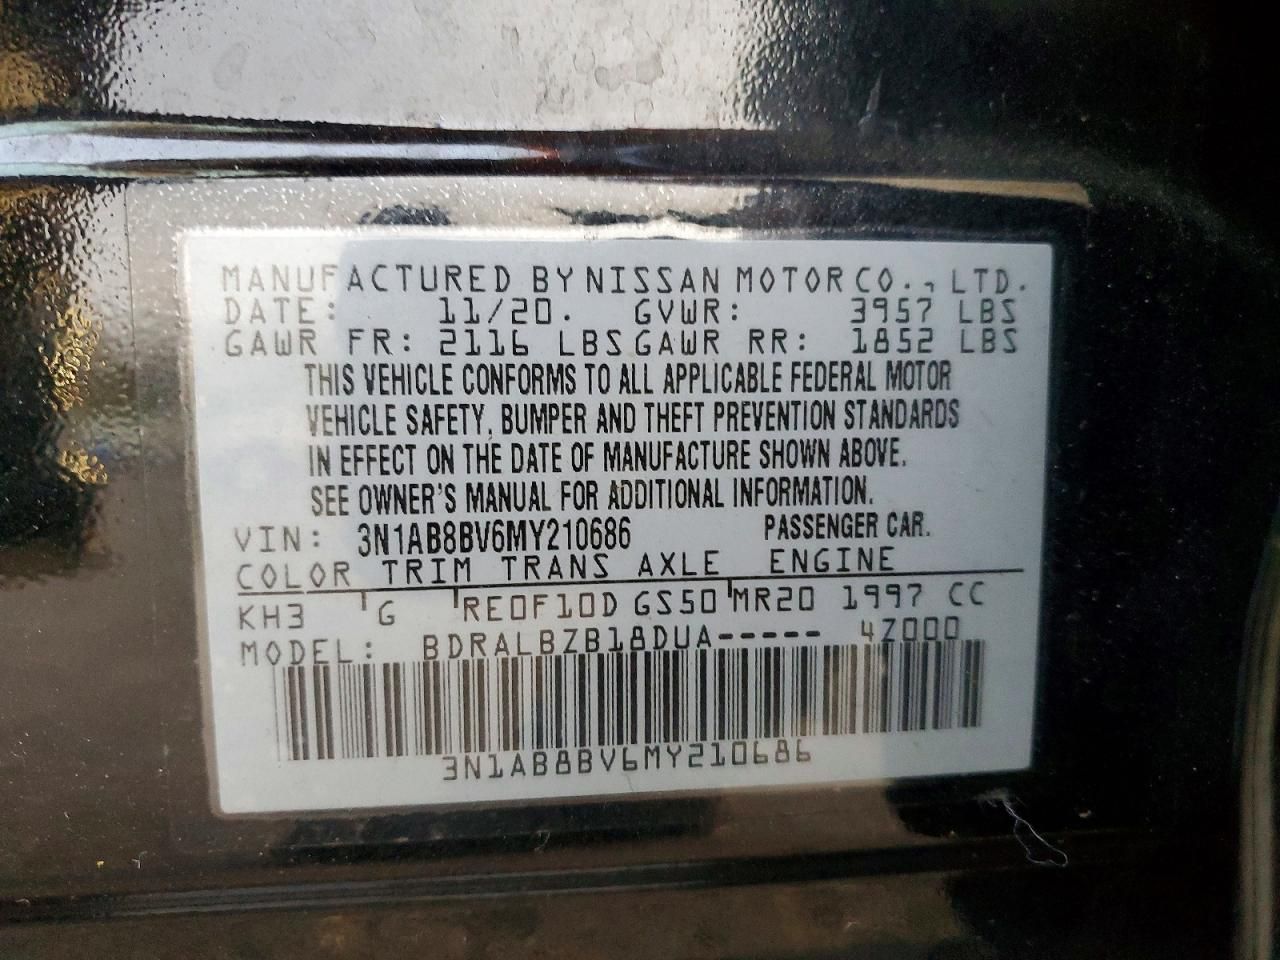 MANUFACTURED BY NISSAN MOTOR CO., LTD.
DATE: 11/20. GVWR: 3957 LBS
GAWR FR: 2116 LBS GAWR RR: 1852 LBS
THIS VEHICLE CONFORMS TO ALL APPLICABLE FEDERAL MOTOR
VEHICLE SAFETY, BUMPER AND THEFT PREVENTION STANDARDS
IN EFFECT ON THE DATE OF MANUFACTURE SHOWN ABOVE.
SEE OWNER'S MANUAL FOR ADDITIONAL INFORMATION.
VIN: 3N1AB8BV6MY210686 PASSENGER CAR.
COLOR TRIM TRANS AXLE ENGINE
KH3 G RE0F10D GS50 MR20 1997 CC
MODEL: BDRALBZB18DUA----- 4Z000
3N1AB8BV6MY210686